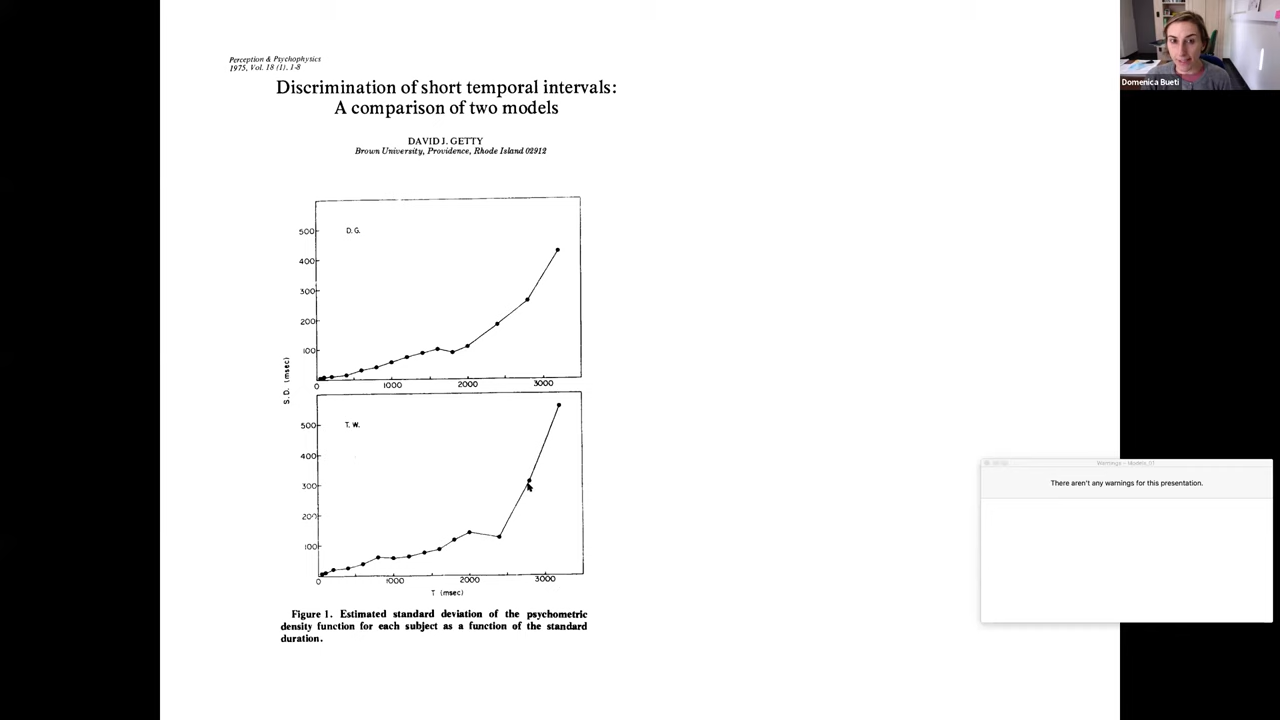 Perception & Psychophysics
1975, Vol. 18 (1), 1-8
Discrimination of short temporal intervals:
A comparison of two models
DAVID J. GETTY
Brown University, Providence, Rhode Island 02912
D. G.
500
400
300
200
100
0 1000 2000 3000
S.D. (msec)
T. W.
500
400
300
200
100
0 1000 2000 3000
T (msec)
Figure 1. Estimated standard deviation of the psychometric
density function for each subject as a function of the standard
duration.
Domenica Bueti
Warnings - Models_IT
There aren't any warnings for this presentation.